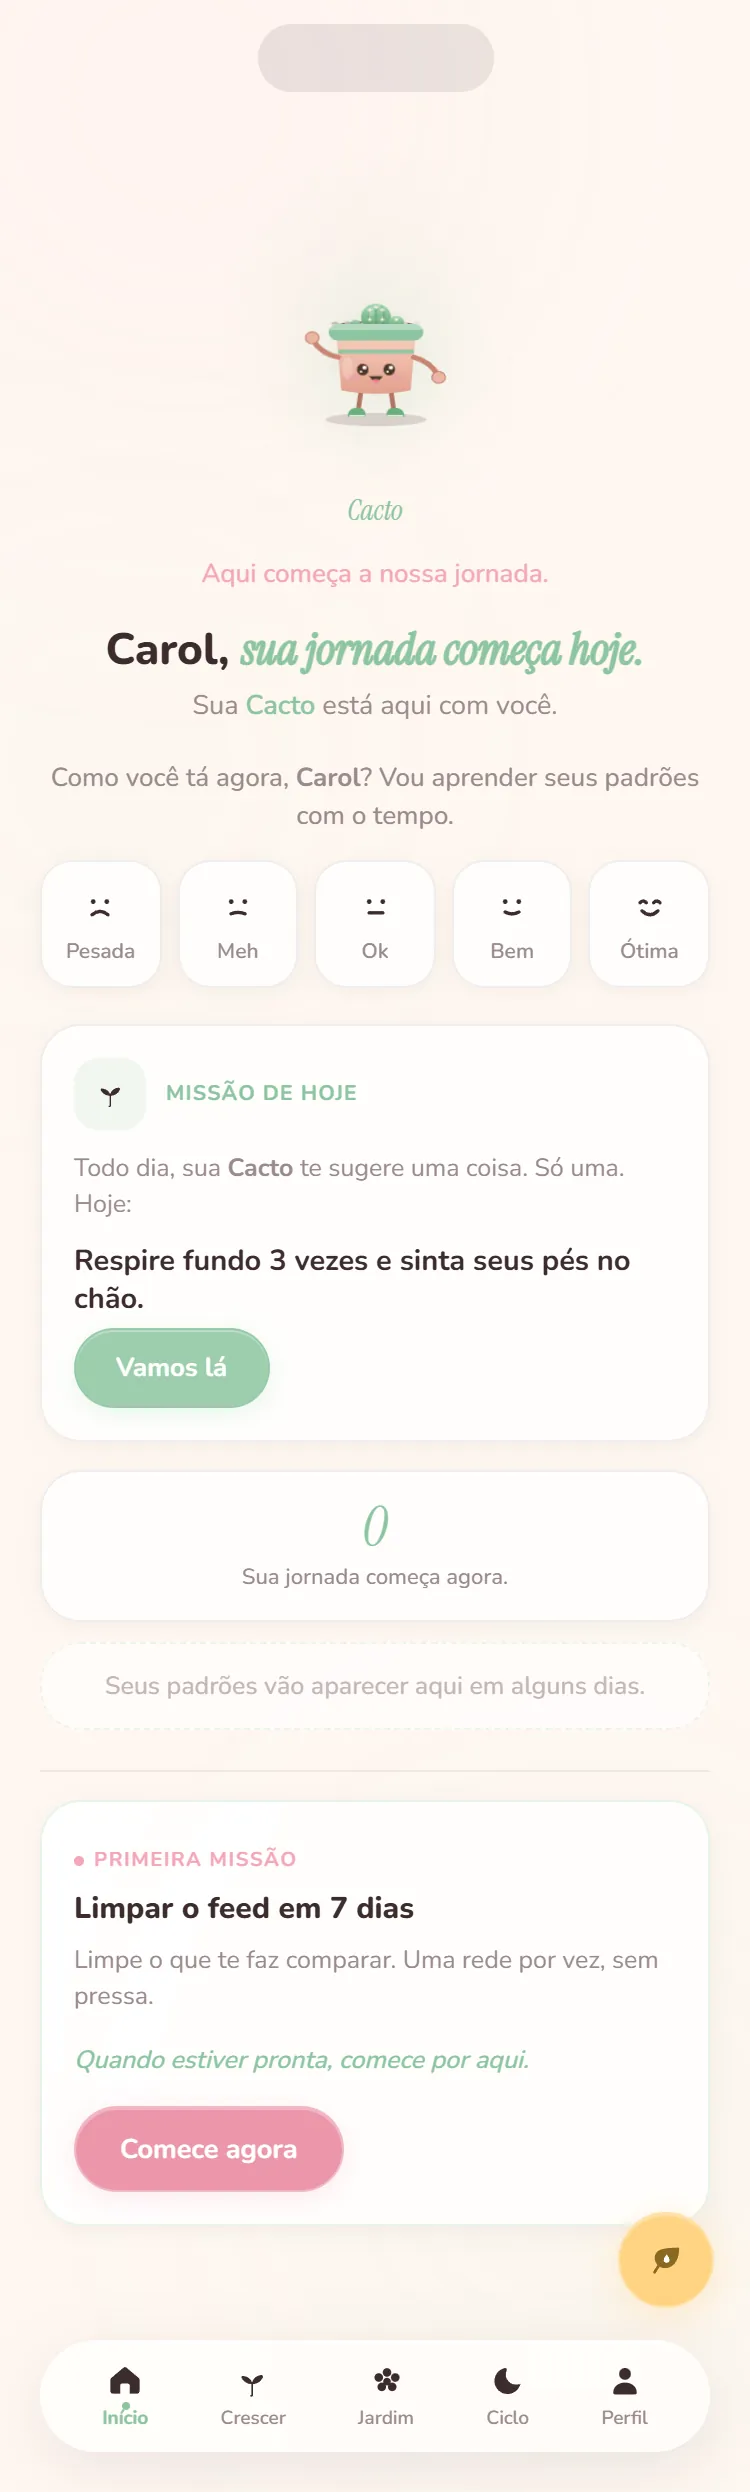 Cacto
Aqui começa a nossa jornada.
Carol, sua jornada começa hoje.
Sua Cacto está aqui com você.
Como você tá agora, Carol? Vou aprender seus padrões
com o tempo.
Pesada
Meh
Ok
Bem
Ótima
MISSÃO DE HOJE
Todo dia, sua Cacto te sugere uma coisa. Só uma.
Hoje:
Respire fundo 3 vezes e sinta seus pés no
chão.
Vamos lá
0
Sua jornada começa agora.
Seus padrões vão aparecer aqui em alguns dias.
PRIMEIRA MISSÃO
Limpar o feed em 7 dias
Limpe o que te faz comparar. Uma rede por vez, sem
pressa.
Quando estiver pronta, comece por aqui.
Comece agora
Início
Crescer
Jardim
Ciclo
Perfil